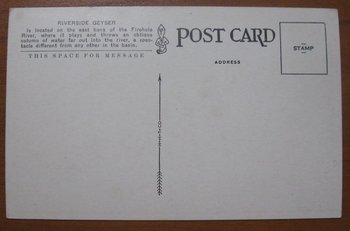 RIVERSIDE GEYSER
Is located on the east bank of the Firehole
River, where it plays and throws an oblique
volume of water far out into the river, a spec-
tacle different from any other in the basin.
THIS SPACE FOR MESSAGE
POST CARD
ADDRESS
STAMP